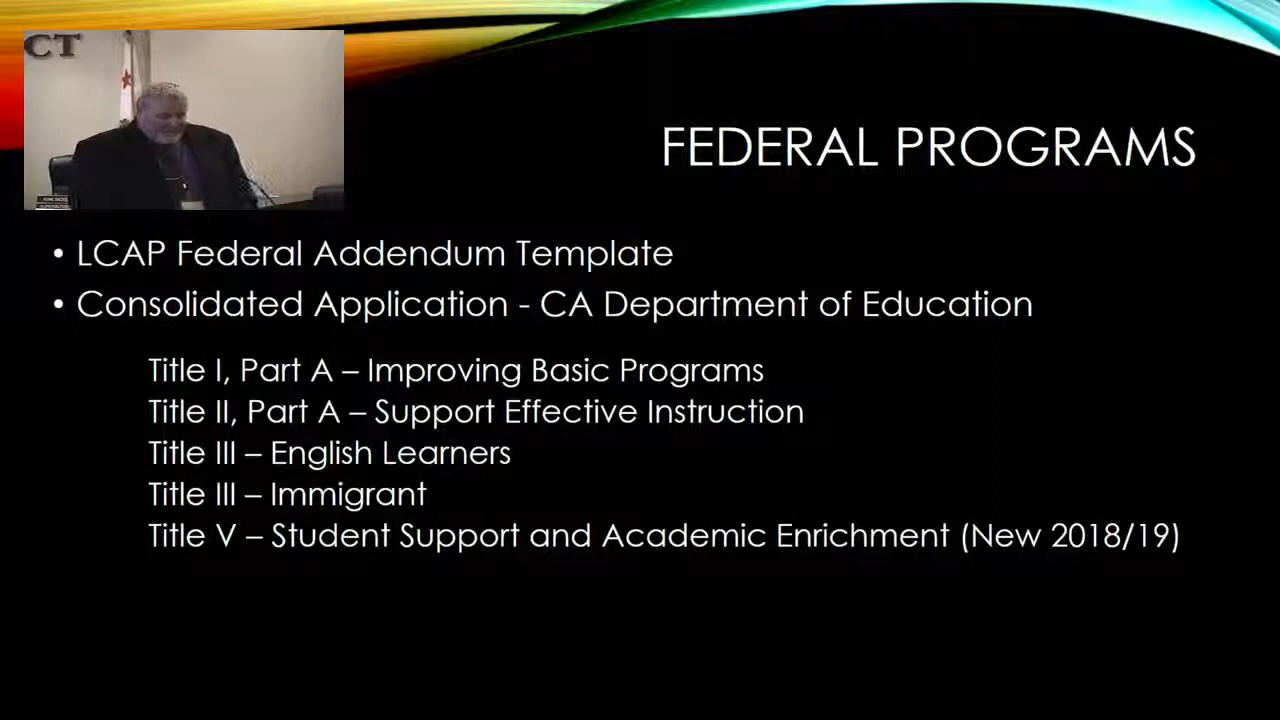 CT
FEDERAL PROGRAMS
• LCAP Federal Addendum Template
• Consolidated Application - CA Department of Education
Title I, Part A – Improving Basic Programs
Title II, Part A – Support Effective Instruction
Title III – English Learners
Title III – Immigrant
Title V – Student Support and Academic Enrichment (New 2018/19)